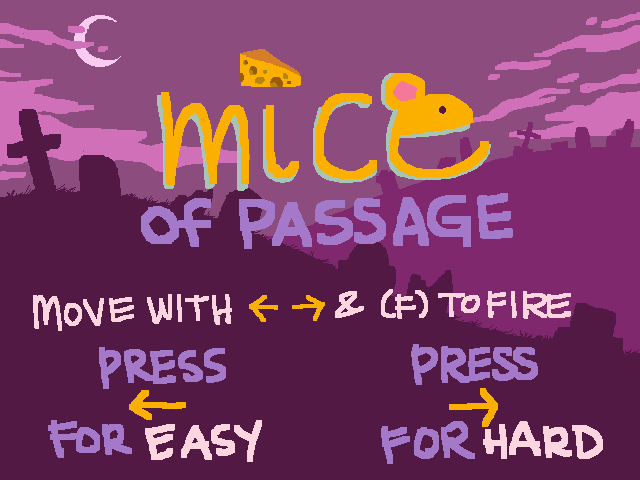 mice
OF PASSAGE
MOVE WITH ← → & (F) TO FIRE
PRESS
←
FOR EASY
PRESS
→
FOR HARD